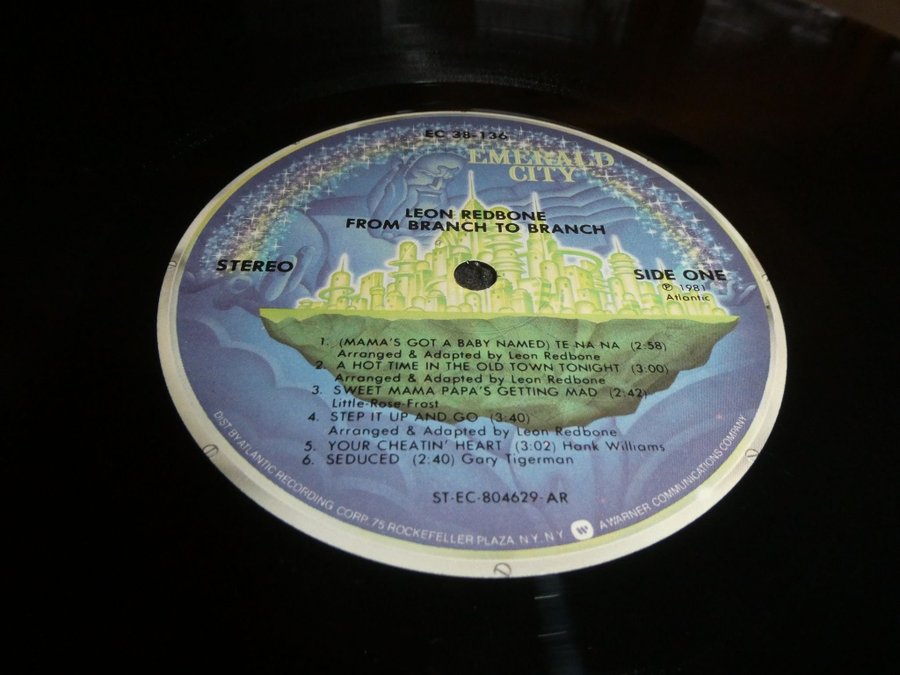 EC 38-136
EMERALD
CITY
LEON REDBONE
FROM BRANCH TO BRANCH
STEREO
SIDE ONE
℗ 1981
Atlantic
1. (MAMA'S GOT A BABY NAMED) TE NA NA (2:58)
Arranged & Adapted by Leon Redbone
2. A HOT TIME IN THE OLD TOWN TONIGHT (3:00)
Arranged & Adapted by Leon Redbone
3. SWEET MAMA PAPA'S GETTING MAD (2:42)
Little-Rose-Frost
4. STEP IT UP AND GO (3:40)
Arranged & Adapted by Leon Redbone
5. YOUR CHEATIN' HEART (3:02) Hank Williams
6. SEDUCED (2:40) Gary Tigerman
ST-EC-804629-AR
DIST BY ATLANTIC RECORDING CORP. 75 ROCKEFELLER PLAZA N.Y. N.Y. A WARNER COMMUNICATIONS COMPANY